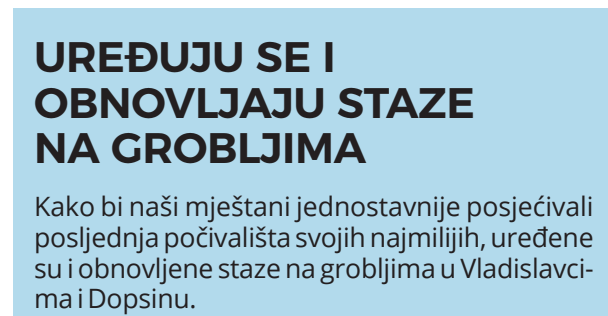 UREĐUJU SE I
OBNOVLJAJU STAZE
NA GROBLJIMA
Kako bi naši mještani jednostavnije posjećivali
posljednja počivališta svojih najmilijih, uređene
su i obnovljene staze na grobljima u Vladislavci-
ma i Dopsinu.